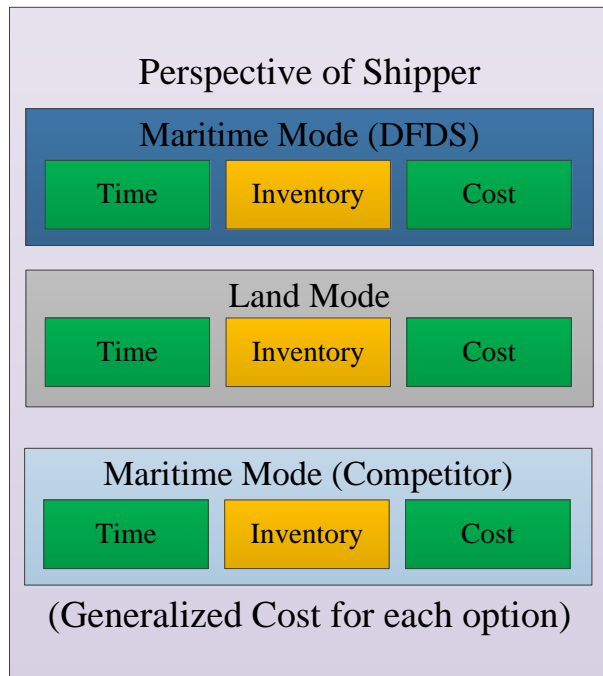 Perspective of Shipper
Maritime Mode (DFDS)
Time Inventory Cost
Land Mode
Time Inventory Cost
Maritime Mode (Competitor)
Time Inventory Cost
(Generalized Cost for each option)